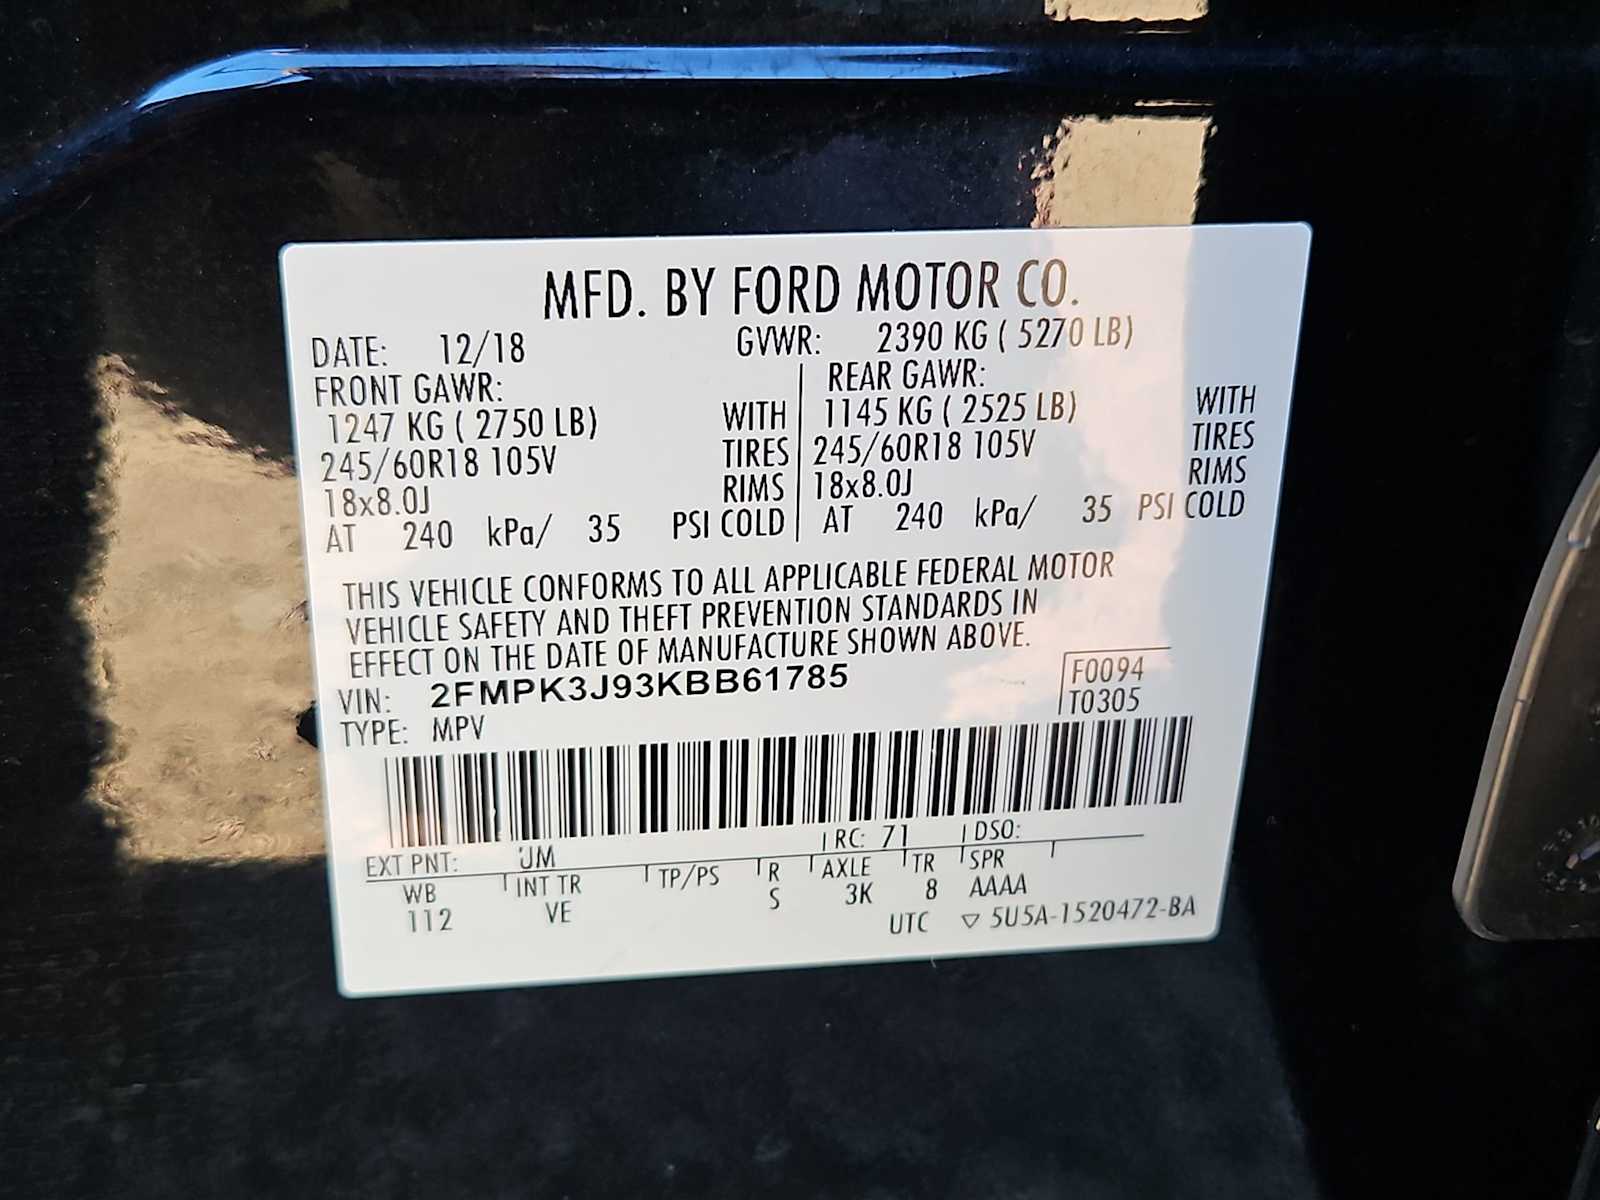 MFD. BY FORD MOTOR CO.
DATE: 12/18 GVWR: 2390 KG ( 5270 LB)
FRONT GAWR: REAR GAWR:
1247 KG ( 2750 LB) WITH 1145 KG ( 2525 LB) WITH
245/60R18 105V TIRES 245/60R18 105V TIRES
18x8.0J RIMS 18x8.0J RIMS
AT 240 kPa/ 35 PSI COLD AT 240 kPa/ 35 PSI COLD
THIS VEHICLE CONFORMS TO ALL APPLICABLE FEDERAL MOTOR
VEHICLE SAFETY AND THEFT PREVENTION STANDARDS IN
EFFECT ON THE DATE OF MANUFACTURE SHOWN ABOVE.
VIN: 2FMPK3J93KBB61785 F0094
TYPE: MPV T0305
EXT PNT: UM RC: 71 DSO:
WB INT TR TP/PS R AXLE TR SPR
112 VE S 3K 8 AAAA
UTC ▽ 5U5A-1520472-BA